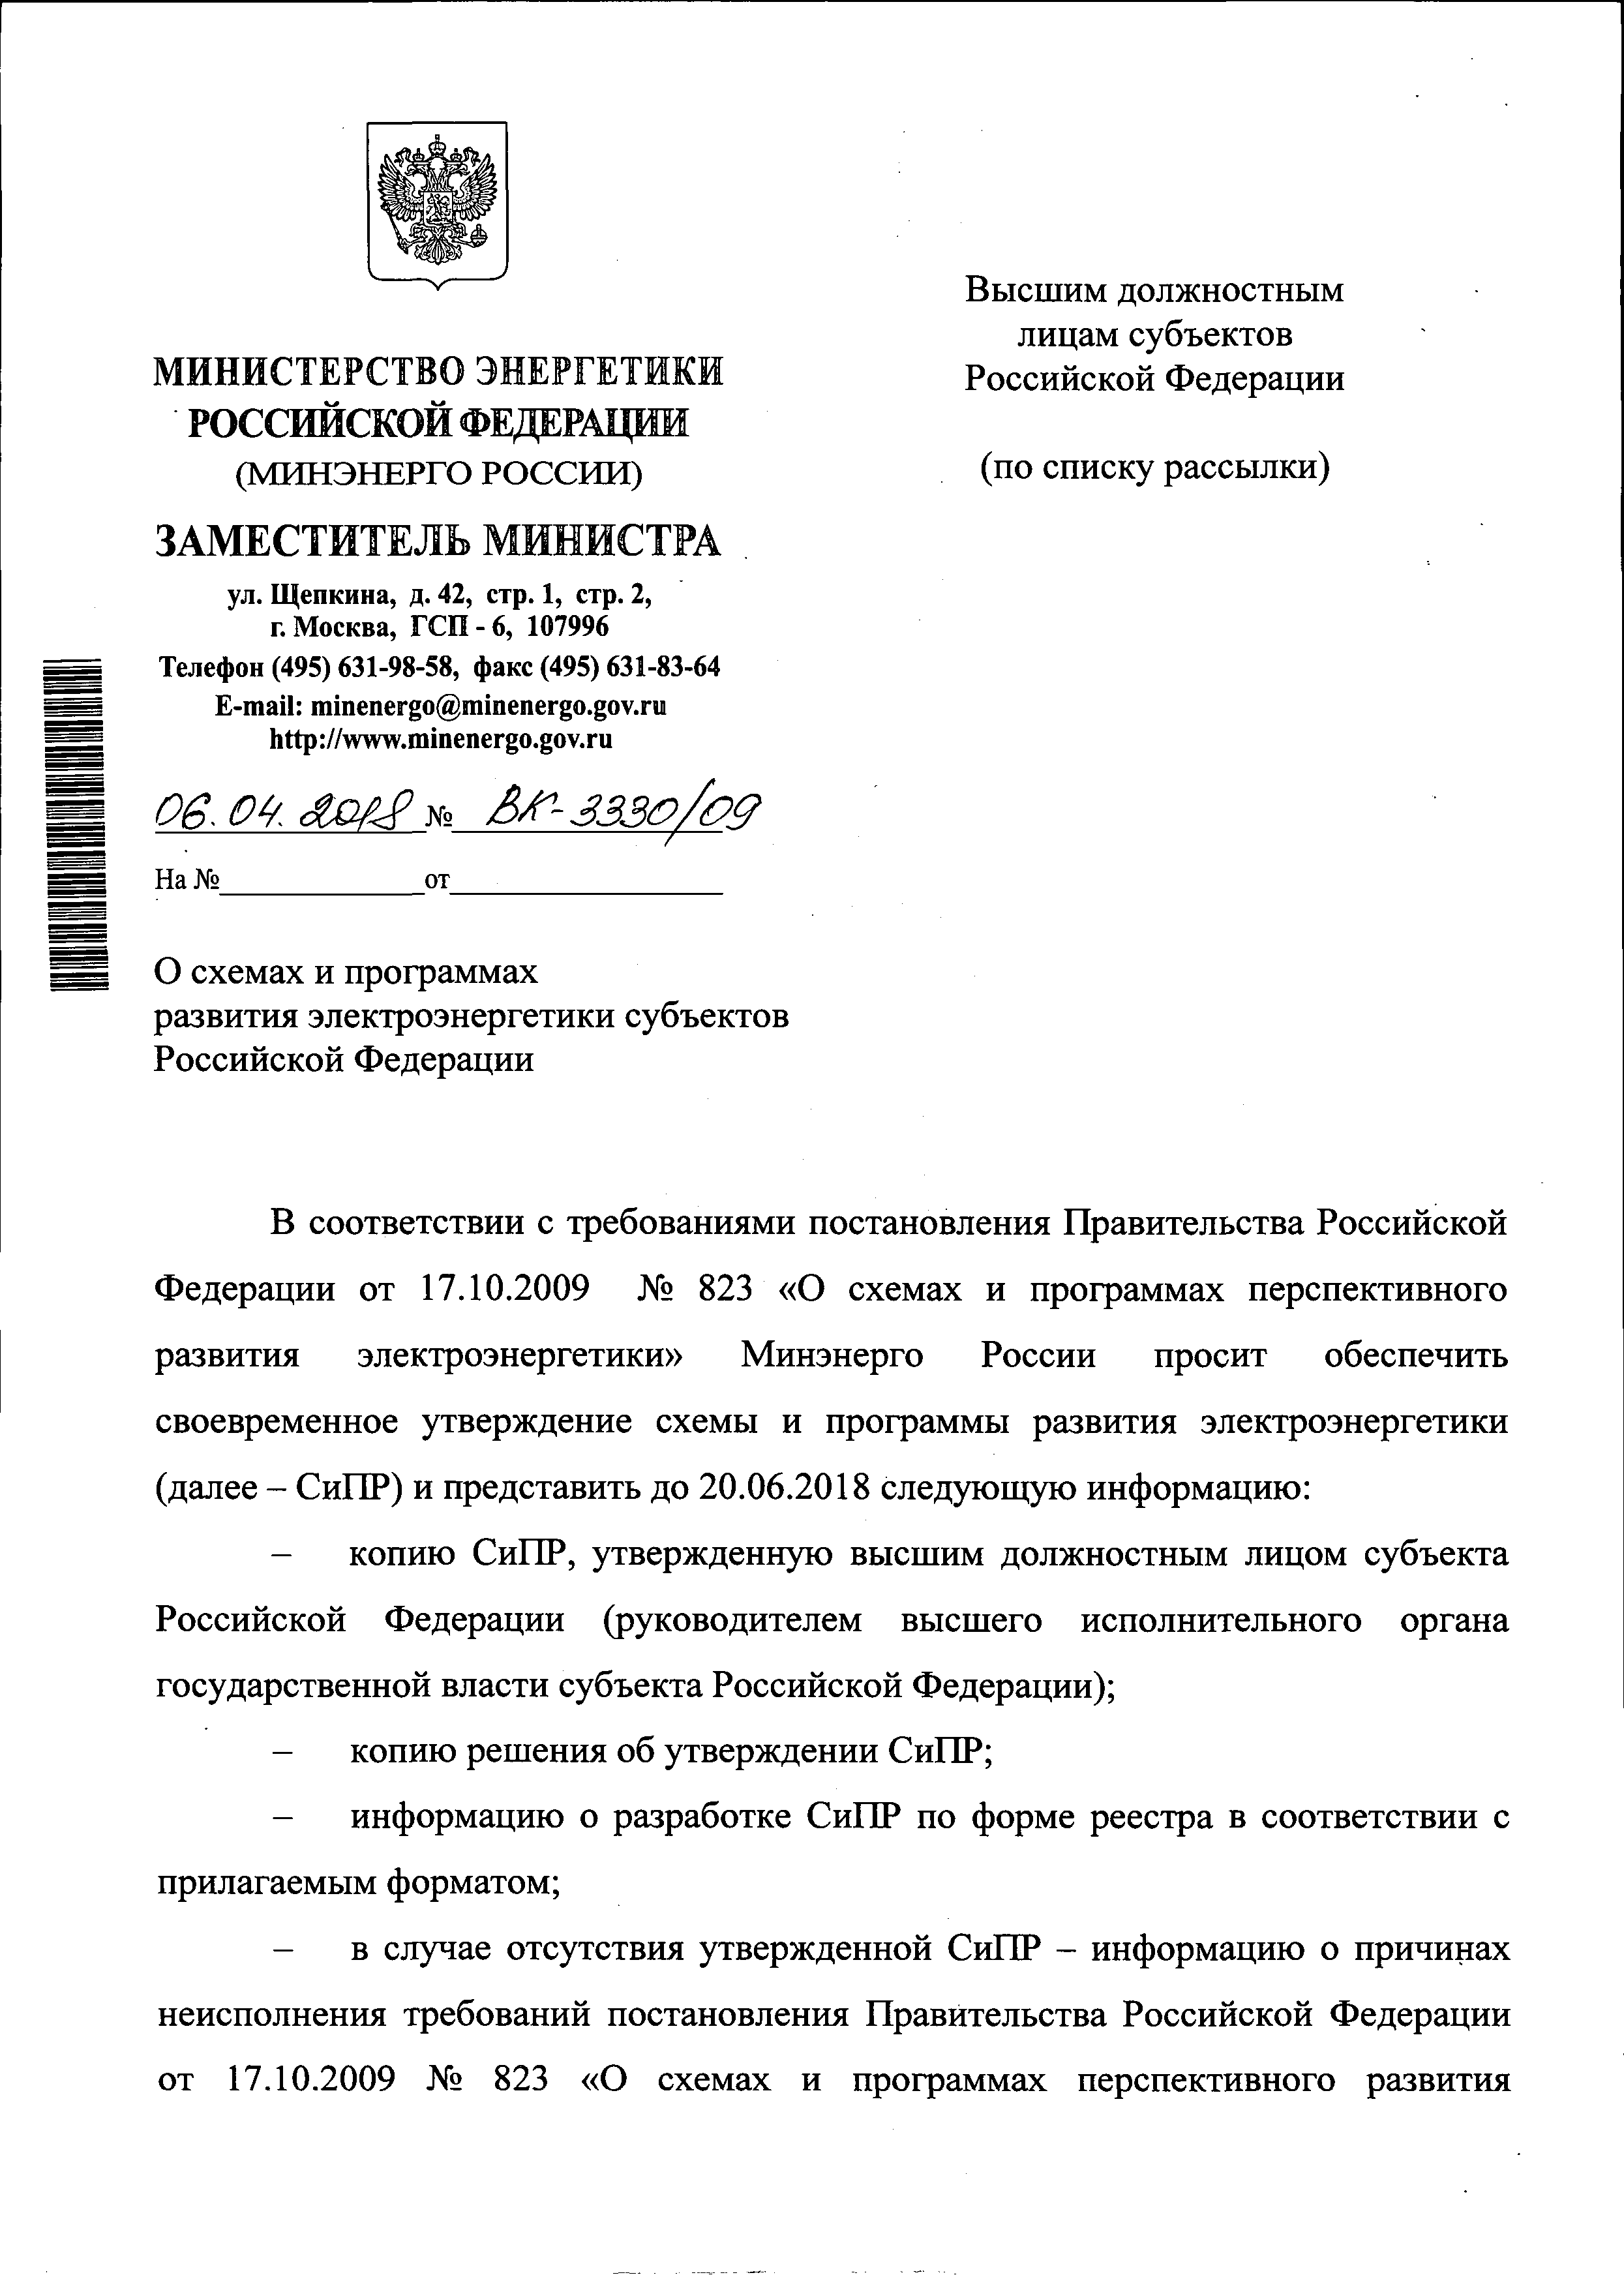 МИНИСТЕРСТВО ЭНЕРГЕТИКИ
РОССИЙСКОЙ ФЕДЕРАЦИИ
(МИНЭНЕРГО РОССИИ)
ЗАМЕСТИТЕЛЬ МИНИСТРА
ул. Щепкина, д. 42, стр. 1, стр. 2,
г. Москва, ГСП - 6, 107996
Телефон (495) 631-98-58, факс (495) 631-83-64
E-mail: minenergo@minenergo.gov.ru
http://www.minenergo.gov.ru
06.04.2018 № ВК-3330/09
На № от
Высшим должностным
лицам субъектов
Российской Федерации
(по списку рассылки)
О схемах и программах
развития электроэнергетики субъектов
Российской Федерации
В соответствии с требованиями постановления Правительства Российской
Федерации от 17.10.2009 № 823 «О схемах и программах перспективного
развития электроэнергетики» Минэнерго России просит обеспечить
своевременное утверждение схемы и программы развития электроэнергетики
(далее – СиПР) и представить до 20.06.2018 следующую информацию:
– копию СиПР, утвержденную высшим должностным лицом субъекта
Российской Федерации (руководителем высшего исполнительного органа
государственной власти субъекта Российской Федерации);
– копию решения об утверждении СиПР;
– информацию о разработке СиПР по форме реестра в соответствии с
прилагаемым форматом;
– в случае отсутствия утвержденной СиПР – информацию о причинах
неисполнения требований постановления Правительства Российской Федерации
от 17.10.2009 № 823 «О схемах и программах перспективного развития